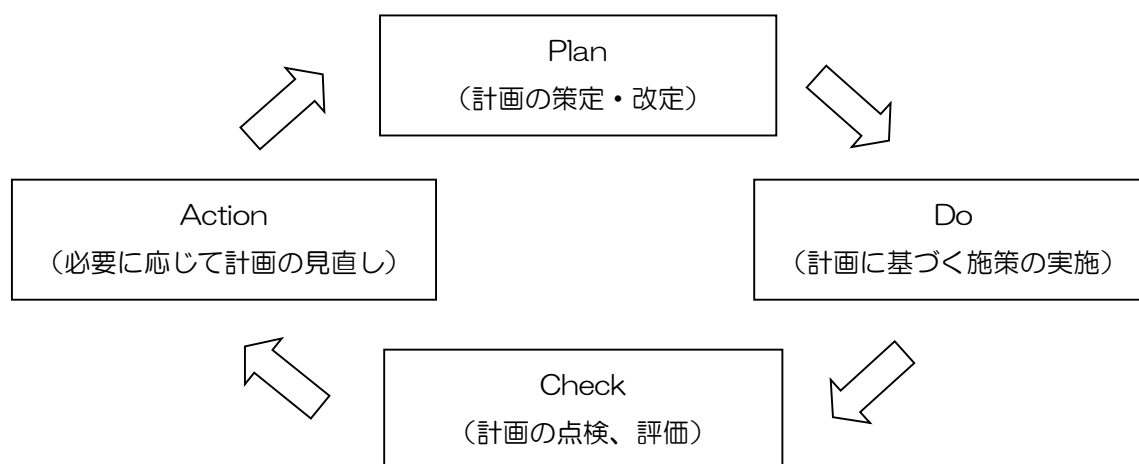 Plan
（計画の策定・改定）
Action
（必要に応じて計画の見直し）
Do
（計画に基づく施策の実施）
Check
（計画の点検、評価）